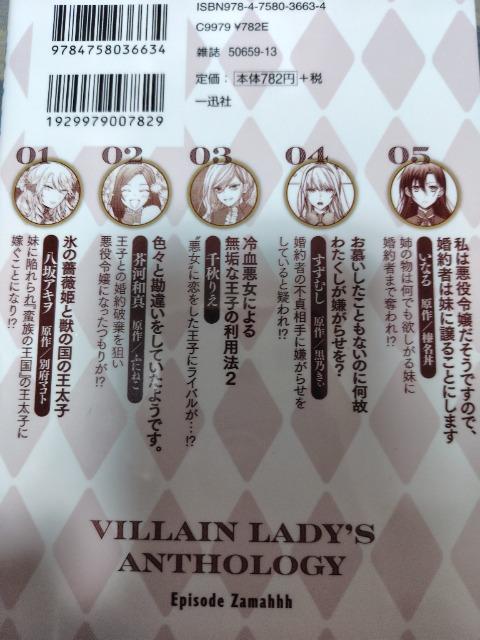 ISBN978-4-7580-3663-4
C9979 ¥782E
雑誌 50659-13
定価：本体782円+税
一迅社
9784758036634
1929979007829
01
氷の薔薇姫と獣の国の王太子
八坂アキヲ 原作／別府マコト
妹に陥れられ『蛮族の王国』の王太子に
嫁ぐことになり!?
02
色々と勘違いをしていたようです。
芥河和真 原作／ふにねこ
王子との婚約破棄を狙い
悪役令嬢になったつもりが!?
03
冷血悪女による
無垢な王子の利用法2
千秋りえ
"悪女"に恋をした王子にライバルが…!?
04
お慕いしたこともないのに何故
わたくしが嫌がらせを?
すずむし 原作／黒乃きぃ
婚約者の不貞相手に嫌がらせを
していると疑われ!?
05
私は悪役令嬢だそうですので、
婚約者は妹に譲ることにします
いなる 原作／榛名丼
姉の物は何でも欲しがる妹に
婚約者まで奪われ!?
VILLAIN LADY'S
ANTHOLOGY
Episode Zamahhh